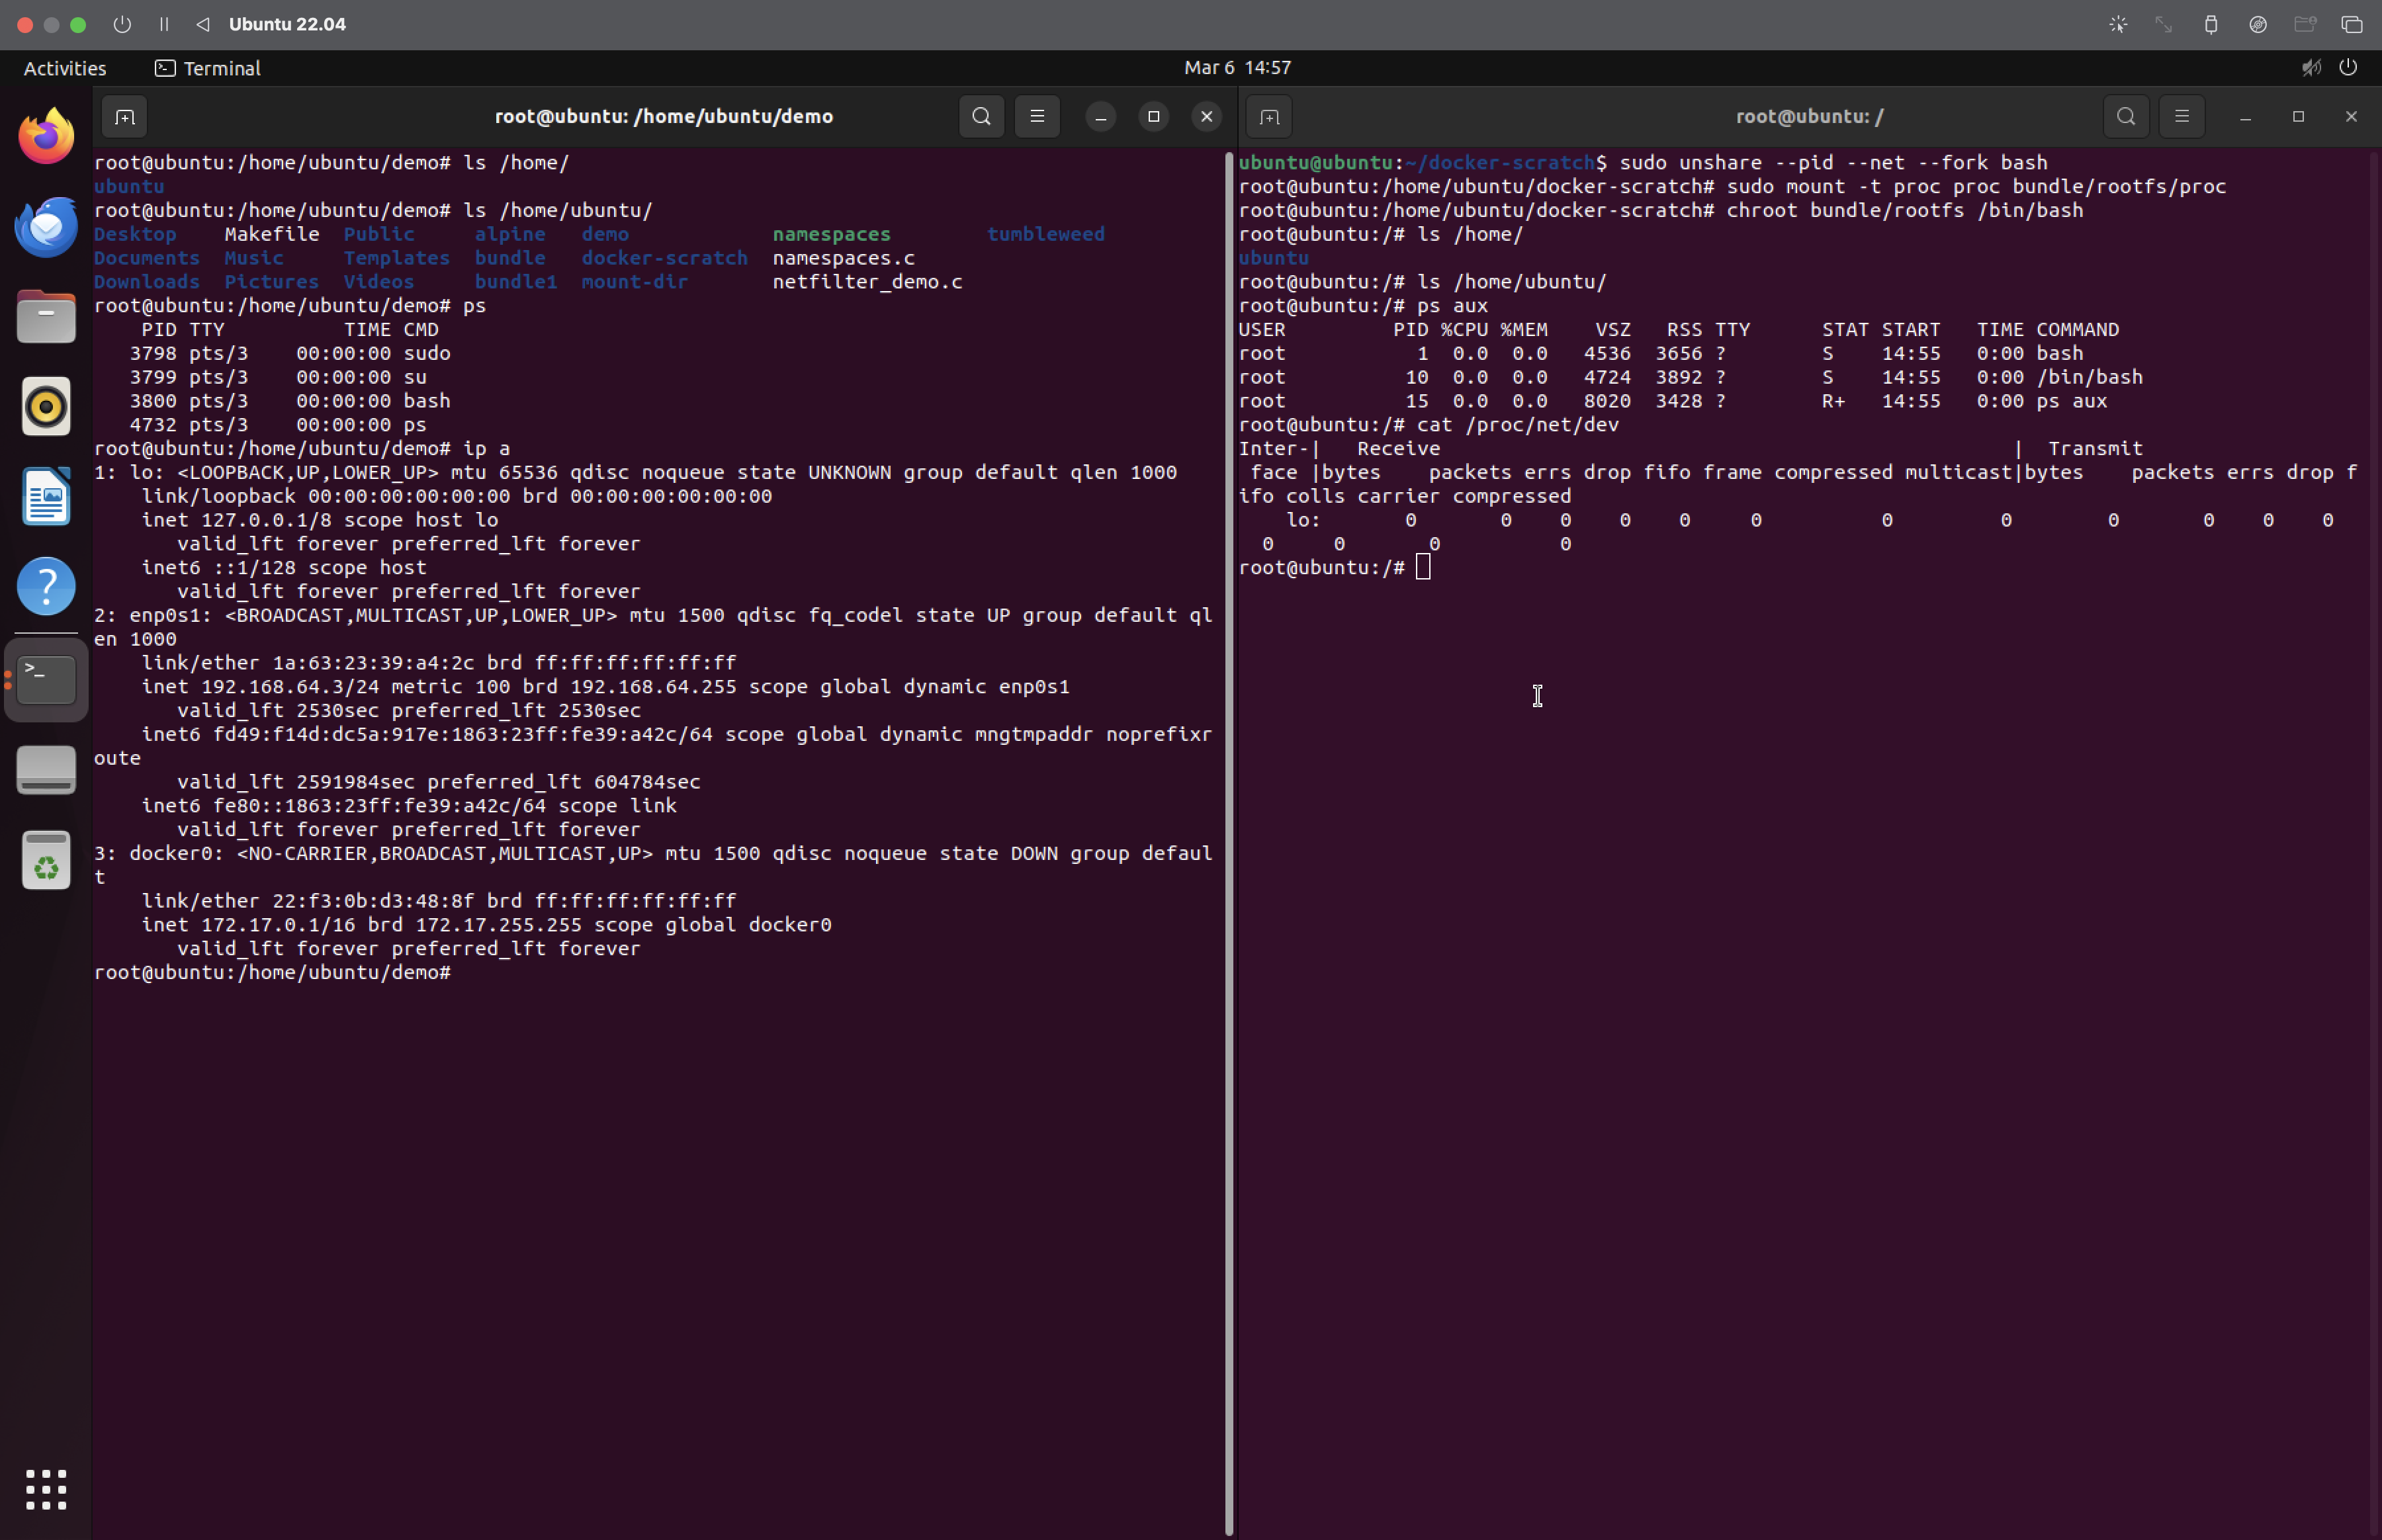 Ubuntu 22.04
Activities
Terminal
Mar 6 14:57
root@ubuntu: /home/ubuntu/demo
root@ubuntu:/home/ubuntu/demo# ls /home/
ubuntu
root@ubuntu:/home/ubuntu/demo# ls /home/ubuntu/
Desktop    Makefile  Public     alpine   demo            namespaces        tumbleweed
Documents  Music     Templates  bundle   docker-scratch  namespaces.c
Downloads  Pictures  Videos     bundle1  mount-dir       netfilter_demo.c
root@ubuntu:/home/ubuntu/demo# ps
    PID TTY          TIME CMD
   3798 pts/3    00:00:00 sudo
   3799 pts/3    00:00:00 su
   3800 pts/3    00:00:00 bash
   4732 pts/3    00:00:00 ps
root@ubuntu:/home/ubuntu/demo# ip a
1: lo: <LOOPBACK,UP,LOWER_UP> mtu 65536 qdisc noqueue state UNKNOWN group default qlen 1000
    link/loopback 00:00:00:00:00:00 brd 00:00:00:00:00:00
    inet 127.0.0.1/8 scope host lo
       valid_lft forever preferred_lft forever
    inet6 ::1/128 scope host
       valid_lft forever preferred_lft forever
2: enp0s1: <BROADCAST,MULTICAST,UP,LOWER_UP> mtu 1500 qdisc fq_codel state UP group default ql
en 1000
    link/ether 1a:63:23:39:a4:2c brd ff:ff:ff:ff:ff:ff
    inet 192.168.64.3/24 metric 100 brd 192.168.64.255 scope global dynamic enp0s1
       valid_lft 2530sec preferred_lft 2530sec
    inet6 fd49:f14d:dc5a:917e:1863:23ff:fe39:a42c/64 scope global dynamic mngtmpaddr noprefixr
oute
       valid_lft 2591984sec preferred_lft 604784sec
    inet6 fe80::1863:23ff:fe39:a42c/64 scope link
       valid_lft forever preferred_lft forever
3: docker0: <NO-CARRIER,BROADCAST,MULTICAST,UP> mtu 1500 qdisc noqueue state DOWN group defaul
t
    link/ether 22:f3:0b:d3:48:8f brd ff:ff:ff:ff:ff:ff
    inet 172.17.0.1/16 brd 172.17.255.255 scope global docker0
       valid_lft forever preferred_lft forever
root@ubuntu:/home/ubuntu/demo#
root@ubuntu: /
ubuntu@ubuntu:~/docker-scratch$ sudo unshare --pid --net --fork bash
root@ubuntu:/home/ubuntu/docker-scratch# sudo mount -t proc proc bundle/rootfs/proc
root@ubuntu:/home/ubuntu/docker-scratch# chroot bundle/rootfs /bin/bash
root@ubuntu:/# ls /home/
ubuntu
root@ubuntu:/# ls /home/ubuntu/
root@ubuntu:/# ps aux
USER         PID %CPU %MEM    VSZ   RSS TTY      STAT START   TIME COMMAND
root           1  0.0  0.0   4536  3656 ?        S    14:55   0:00 bash
root          10  0.0  0.0   4724  3892 ?        S    14:55   0:00 /bin/bash
root          15  0.0  0.0   8020  3428 ?        R+   14:55   0:00 ps aux
root@ubuntu:/# cat /proc/net/dev
Inter-|   Receive                                                |  Transmit
 face |bytes    packets errs drop fifo frame compressed multicast|bytes    packets errs drop f
ifo colls carrier compressed
    lo:       0       0    0    0    0     0          0         0        0       0    0    0
  0     0       0          0
root@ubuntu:/#